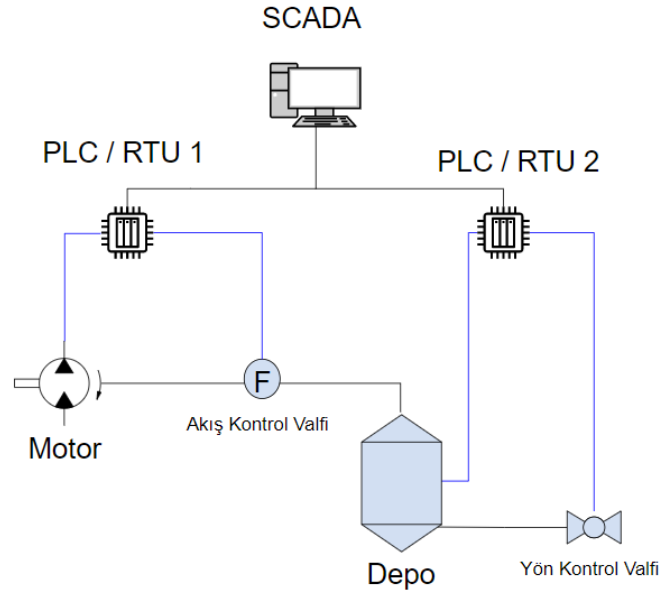 SCADA
PLC / RTU 1
PLC / RTU 2
F
Akış Kontrol Valfi
Motor
Depo
Yön Kontrol Valfi